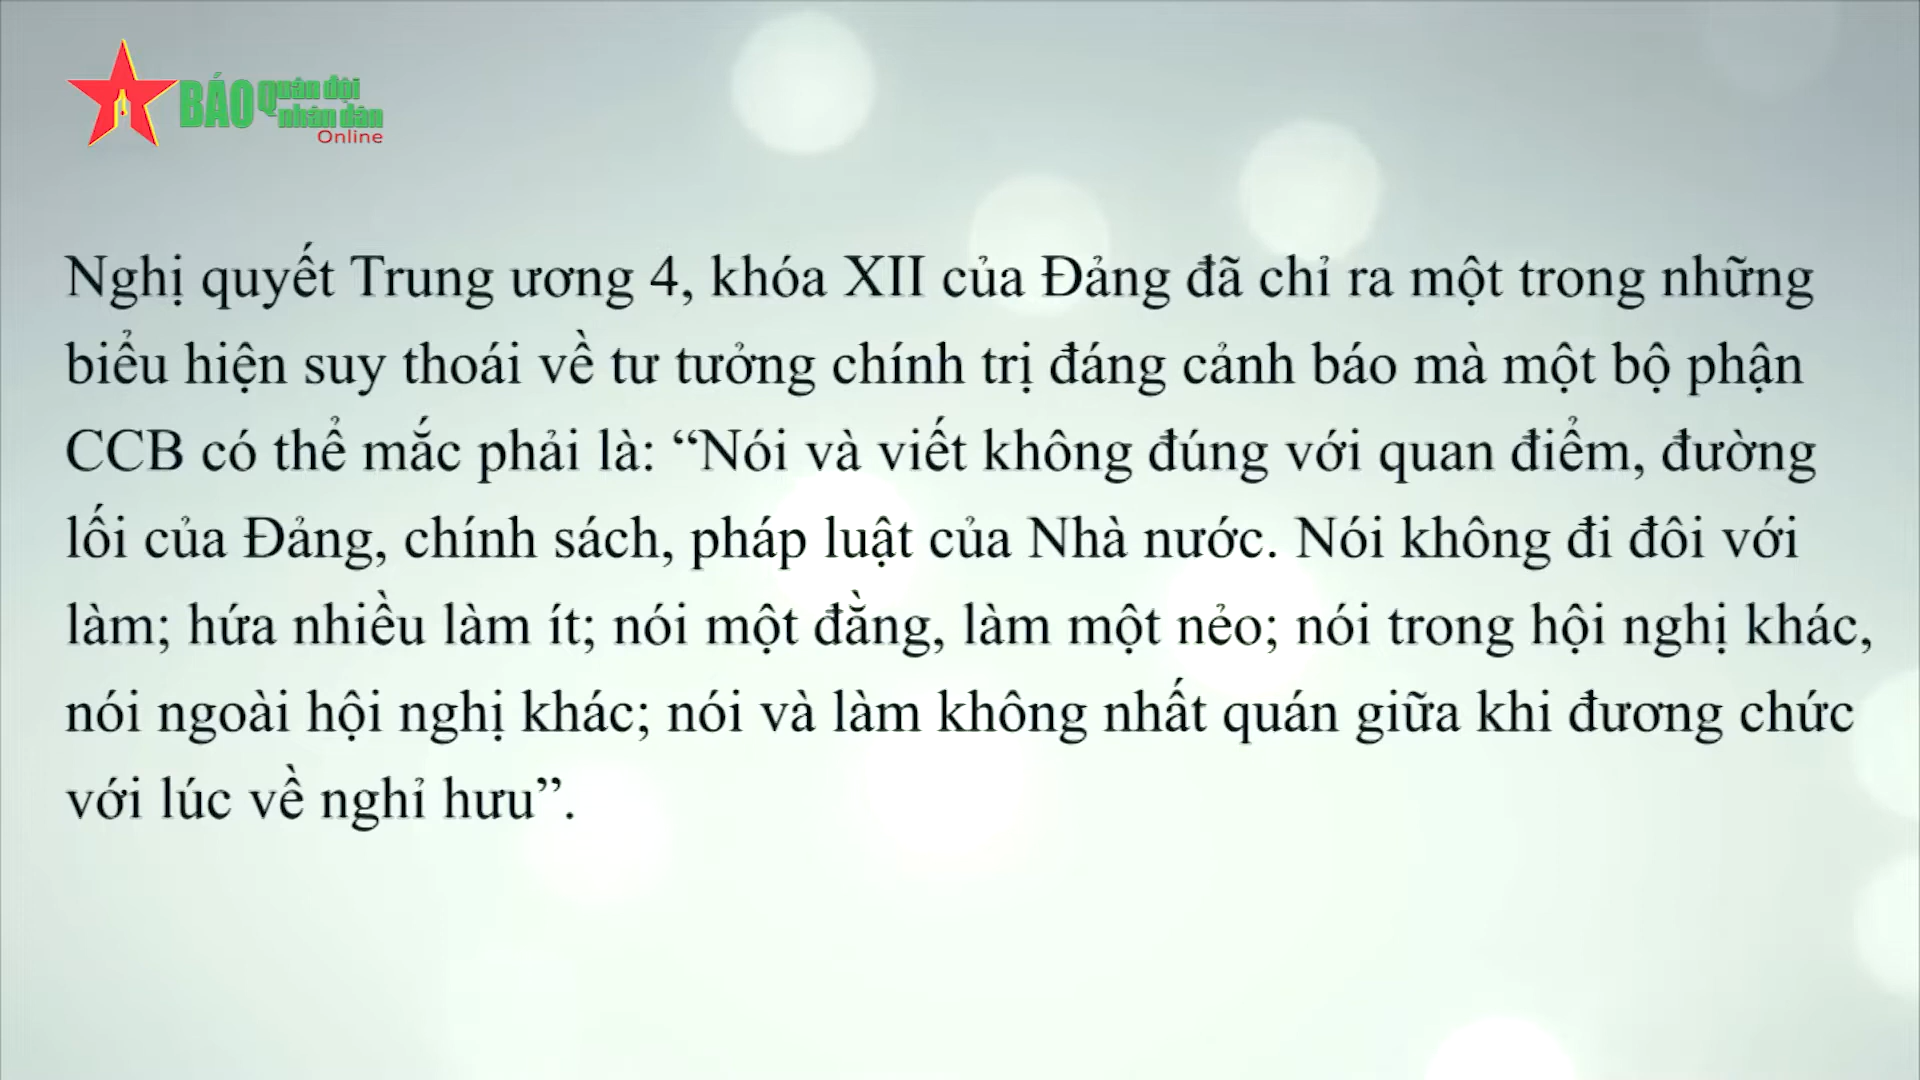 BÁO Quân đội
nhân dân
Online
Nghị quyết Trung ương 4, khóa XII của Đảng đã chỉ ra một trong những
biểu hiện suy thoái về tư tưởng chính trị đáng cảnh báo mà một bộ phận
CCB có thể mắc phải là: “Nói và viết không đúng với quan điểm, đường
lối của Đảng, chính sách, pháp luật của Nhà nước. Nói không đi đôi với
làm; hứa nhiều làm ít; nói một đằng, làm một nẻo; nói trong hội nghị khác,
nói ngoài hội nghị khác; nói và làm không nhất quán giữa khi đương chức
với lúc về nghỉ hưu”.